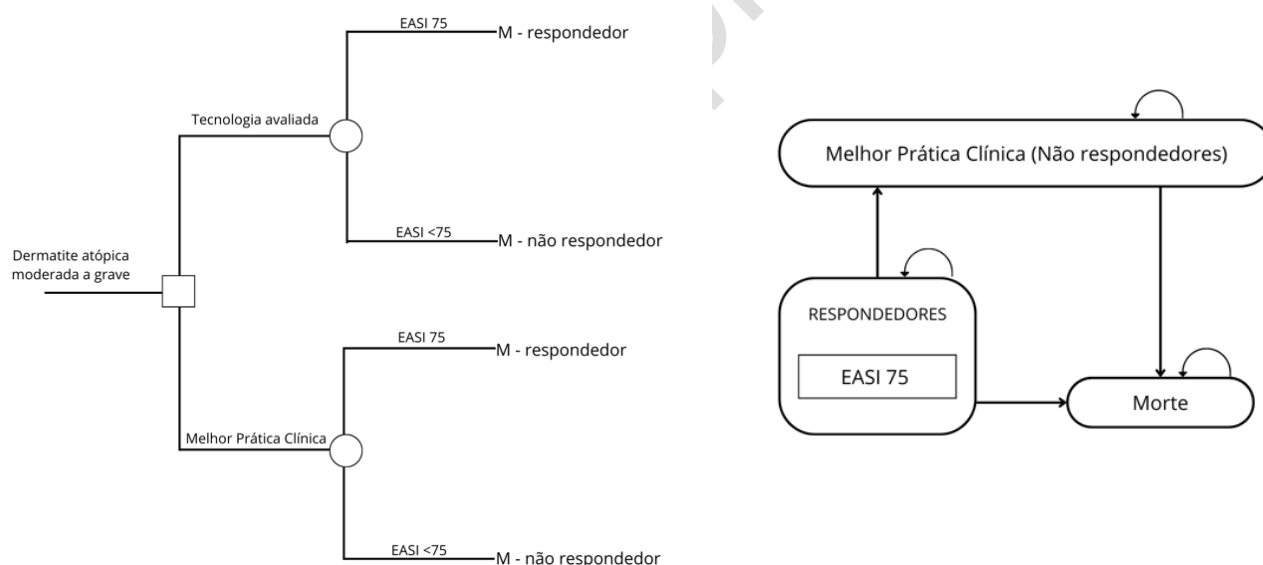 EASI 75
M - respondedor
Tecnologia avaliada
EASI <75
M - não respondedor
Dermatite atópica
moderada a grave
EASI 75
M - respondedor
Melhor Prática Clínica
EASI <75
M - não respondedor
Melhor Prática Clínica (Não respondedores)
RESPONDEDORES
EASI 75
Morte